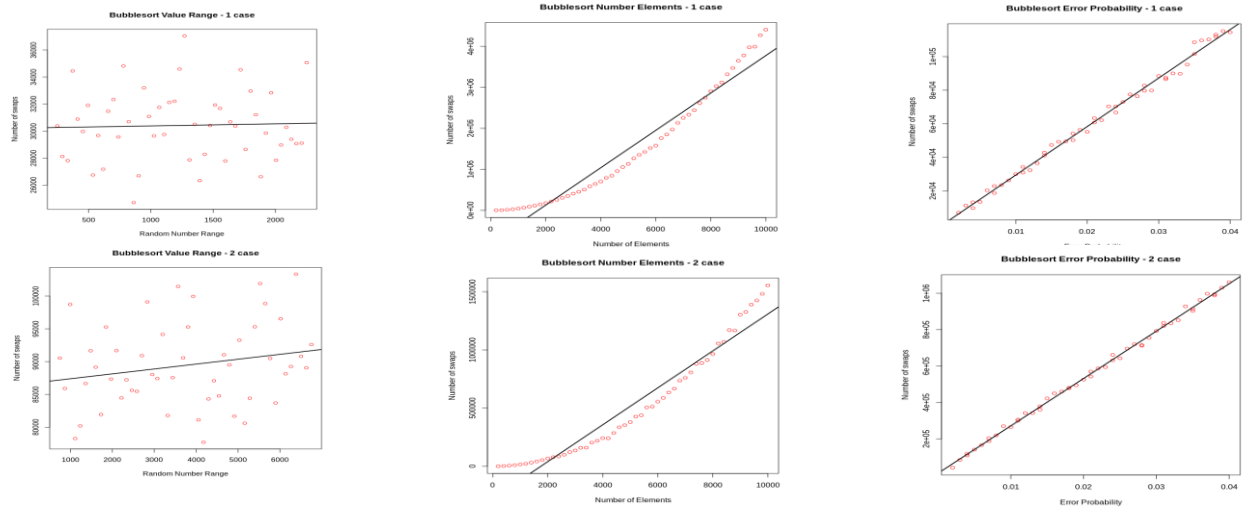 Bubblesort Value Range - 1 case
Number of swaps
36000
34000
32000
30000
28000
26000
500
1000
1500
2000
Random Number Range
Bubblesort Number Elements - 1 case
Number of swaps
4e+06
3e+06
2e+06
1e+06
0e+00
0
2000
4000
6000
8000
10000
Number of Elements
Bubblesort Error Probability - 1 case
Number of swaps
1e+05
8e+04
6e+04
4e+04
2e+04
0.01
0.02
0.03
0.04
Error Probability
Bubblesort Value Range - 2 case
Number of swaps
100000
95000
90000
85000
80000
1000
2000
3000
4000
5000
6000
Random Number Range
Bubblesort Number Elements - 2 case
Number of swaps
1500000
1000000
500000
0
0
2000
4000
6000
8000
10000
Number of Elements
Bubblesort Error Probability - 2 case
Number of swaps
1e+06
8e+05
6e+05
4e+05
2e+05
0.01
0.02
0.03
0.04
Error Probability